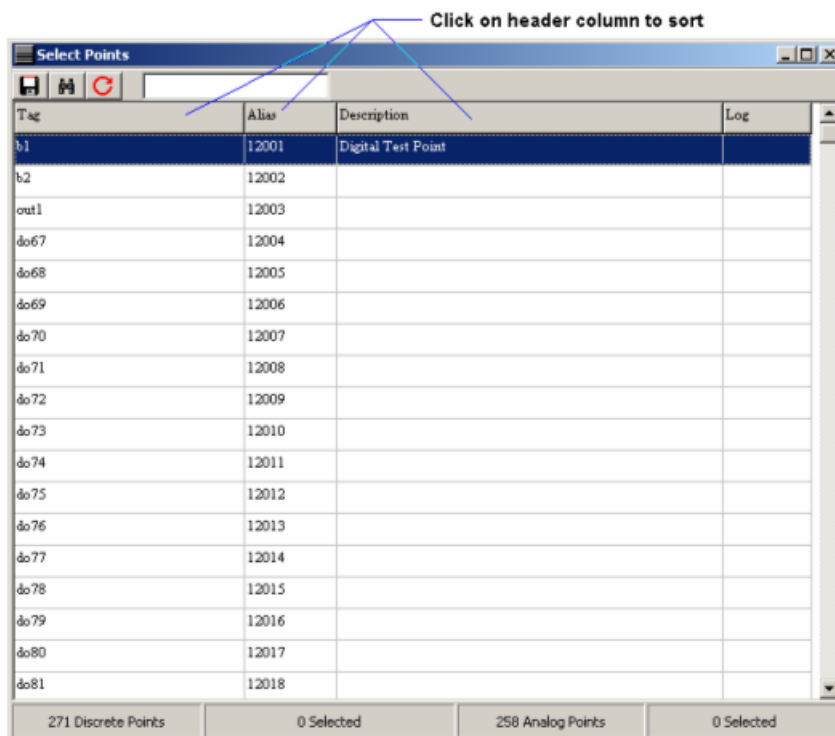 Click on header column to sort
Select Points
Tag Alias Description Log
b1 12001 Digital Test Point
b2 12002
out1 12003
do67 12004
do68 12005
do69 12006
do70 12007
do71 12008
do72 12009
do73 12010
do74 12011
do75 12012
do76 12013
do77 12014
do78 12015
do79 12016
do80 12017
do81 12018
271 Discrete Points 0 Selected 258 Analog Points 0 Selected